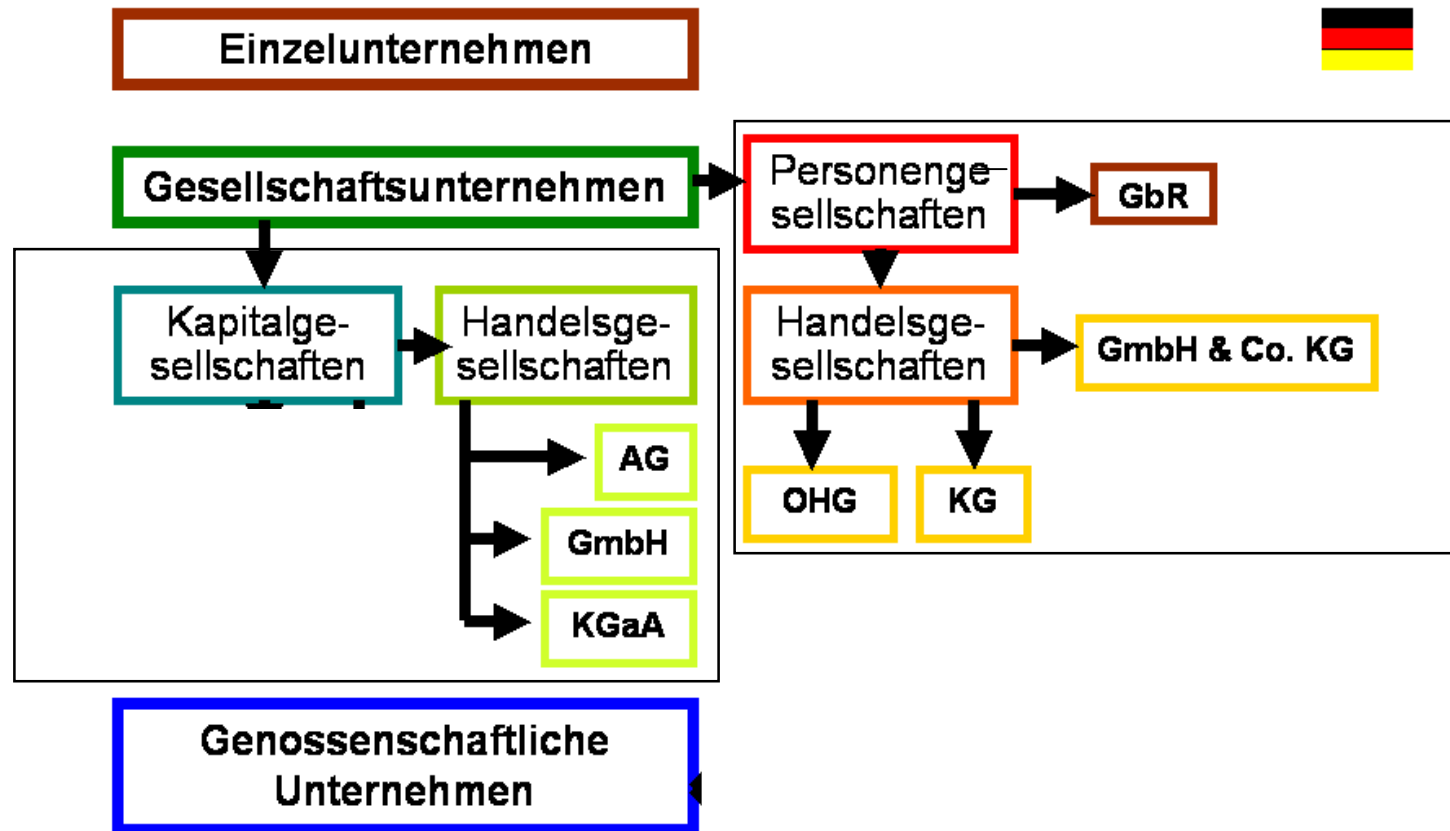 Einzelunternehmen
Gesellschaftsunternehmen
Personenge-
sellschaften
GbR
Kapitalge-
sellschaften
Handelsge-
sellschaften
Handelsge-
sellschaften
GmbH & Co. KG
AG
OHG
KG
GmbH
KGaA
Genossenschaftliche
Unternehmen